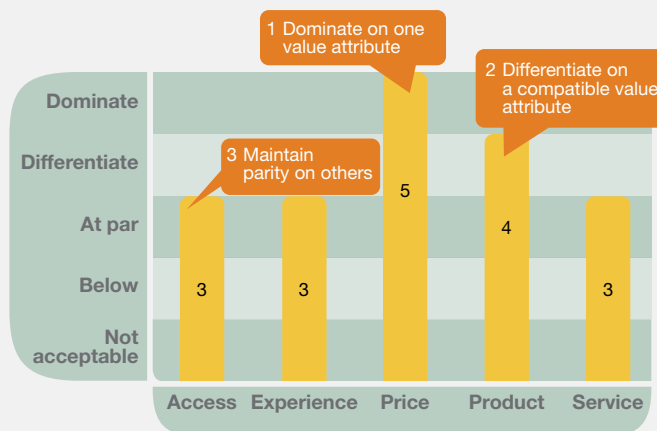 1 Dominate on one
value attribute
2 Differentiate on
a compatible value
attribute
3 Maintain
parity on others
Dominate
Differentiate
At par
Below
Not
acceptable
3
3
5
4
3
Access
Experience
Price
Product
Service